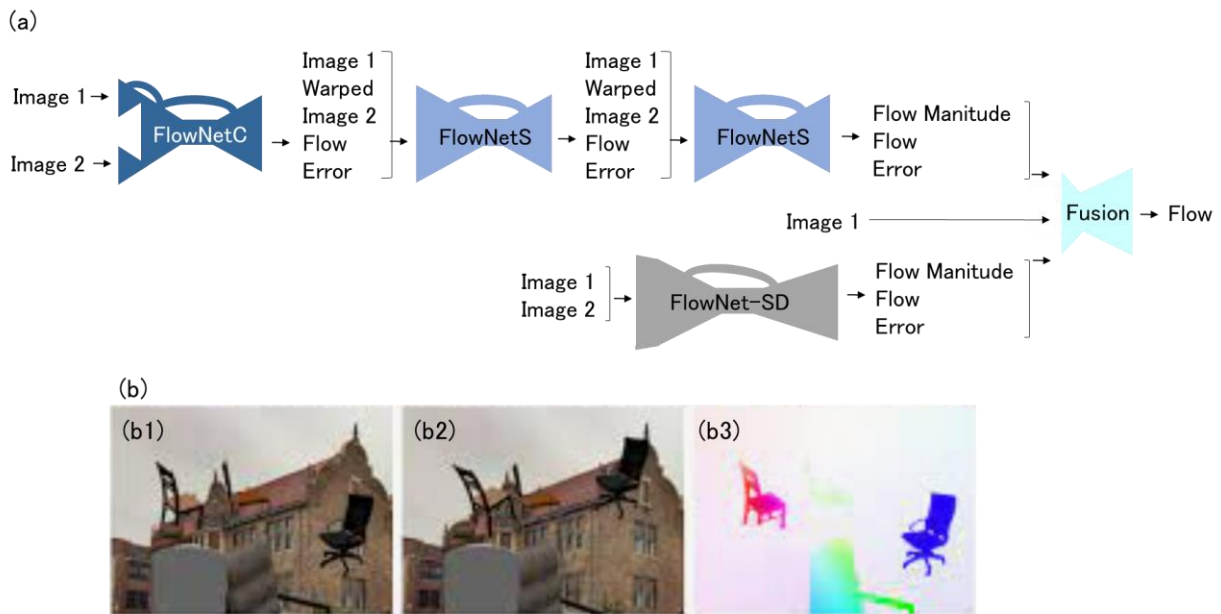 (a)
Image 1
Image 2
FlowNetC
Image 1
Warped
Image 2
Flow
Error
FlowNetS
Image 1
Warped
Image 2
Flow
Error
FlowNetS
Flow Manitude
Flow
Error
Image 1
Fusion
Flow
Image 1
Image 2
FlowNet-SD
Flow Manitude
Flow
Error
(b)
(b1)
(b2)
(b3)